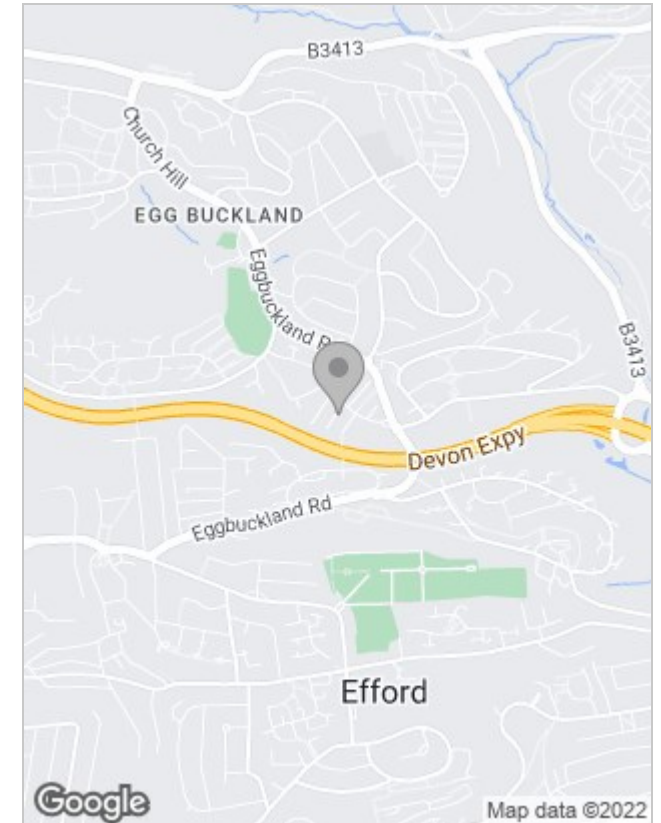 B3413
Church Hill
EGG BUCKLAND
Eggbuckland R
B3413
Devon Expy
Eggbuckland Rd
Efford
Google
Map data ©2022